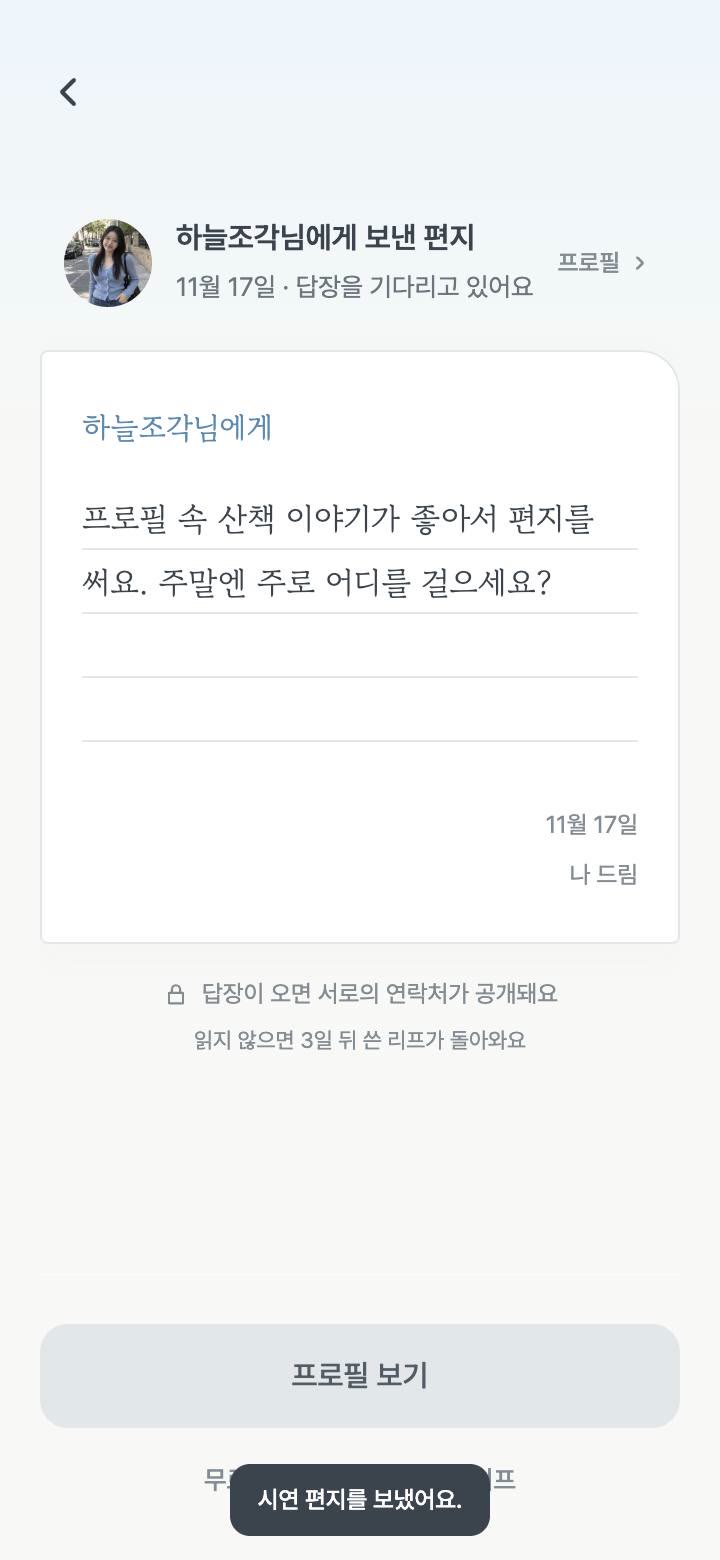 하늘조각님에게 보낸 편지
11월 17일 · 답장을 기다리고 있어요
프로필
하늘조각님에게
프로필 속 산책 이야기가 좋아서 편지를
써요. 주말엔 주로 어디를 걸으세요?
11월 17일
나 드림
답장이 오면 서로의 연락처가 공개돼요
읽지 않으면 3일 뒤 쓴 리프가 돌아와요
프로필 보기
시연 편지를 보냈어요.